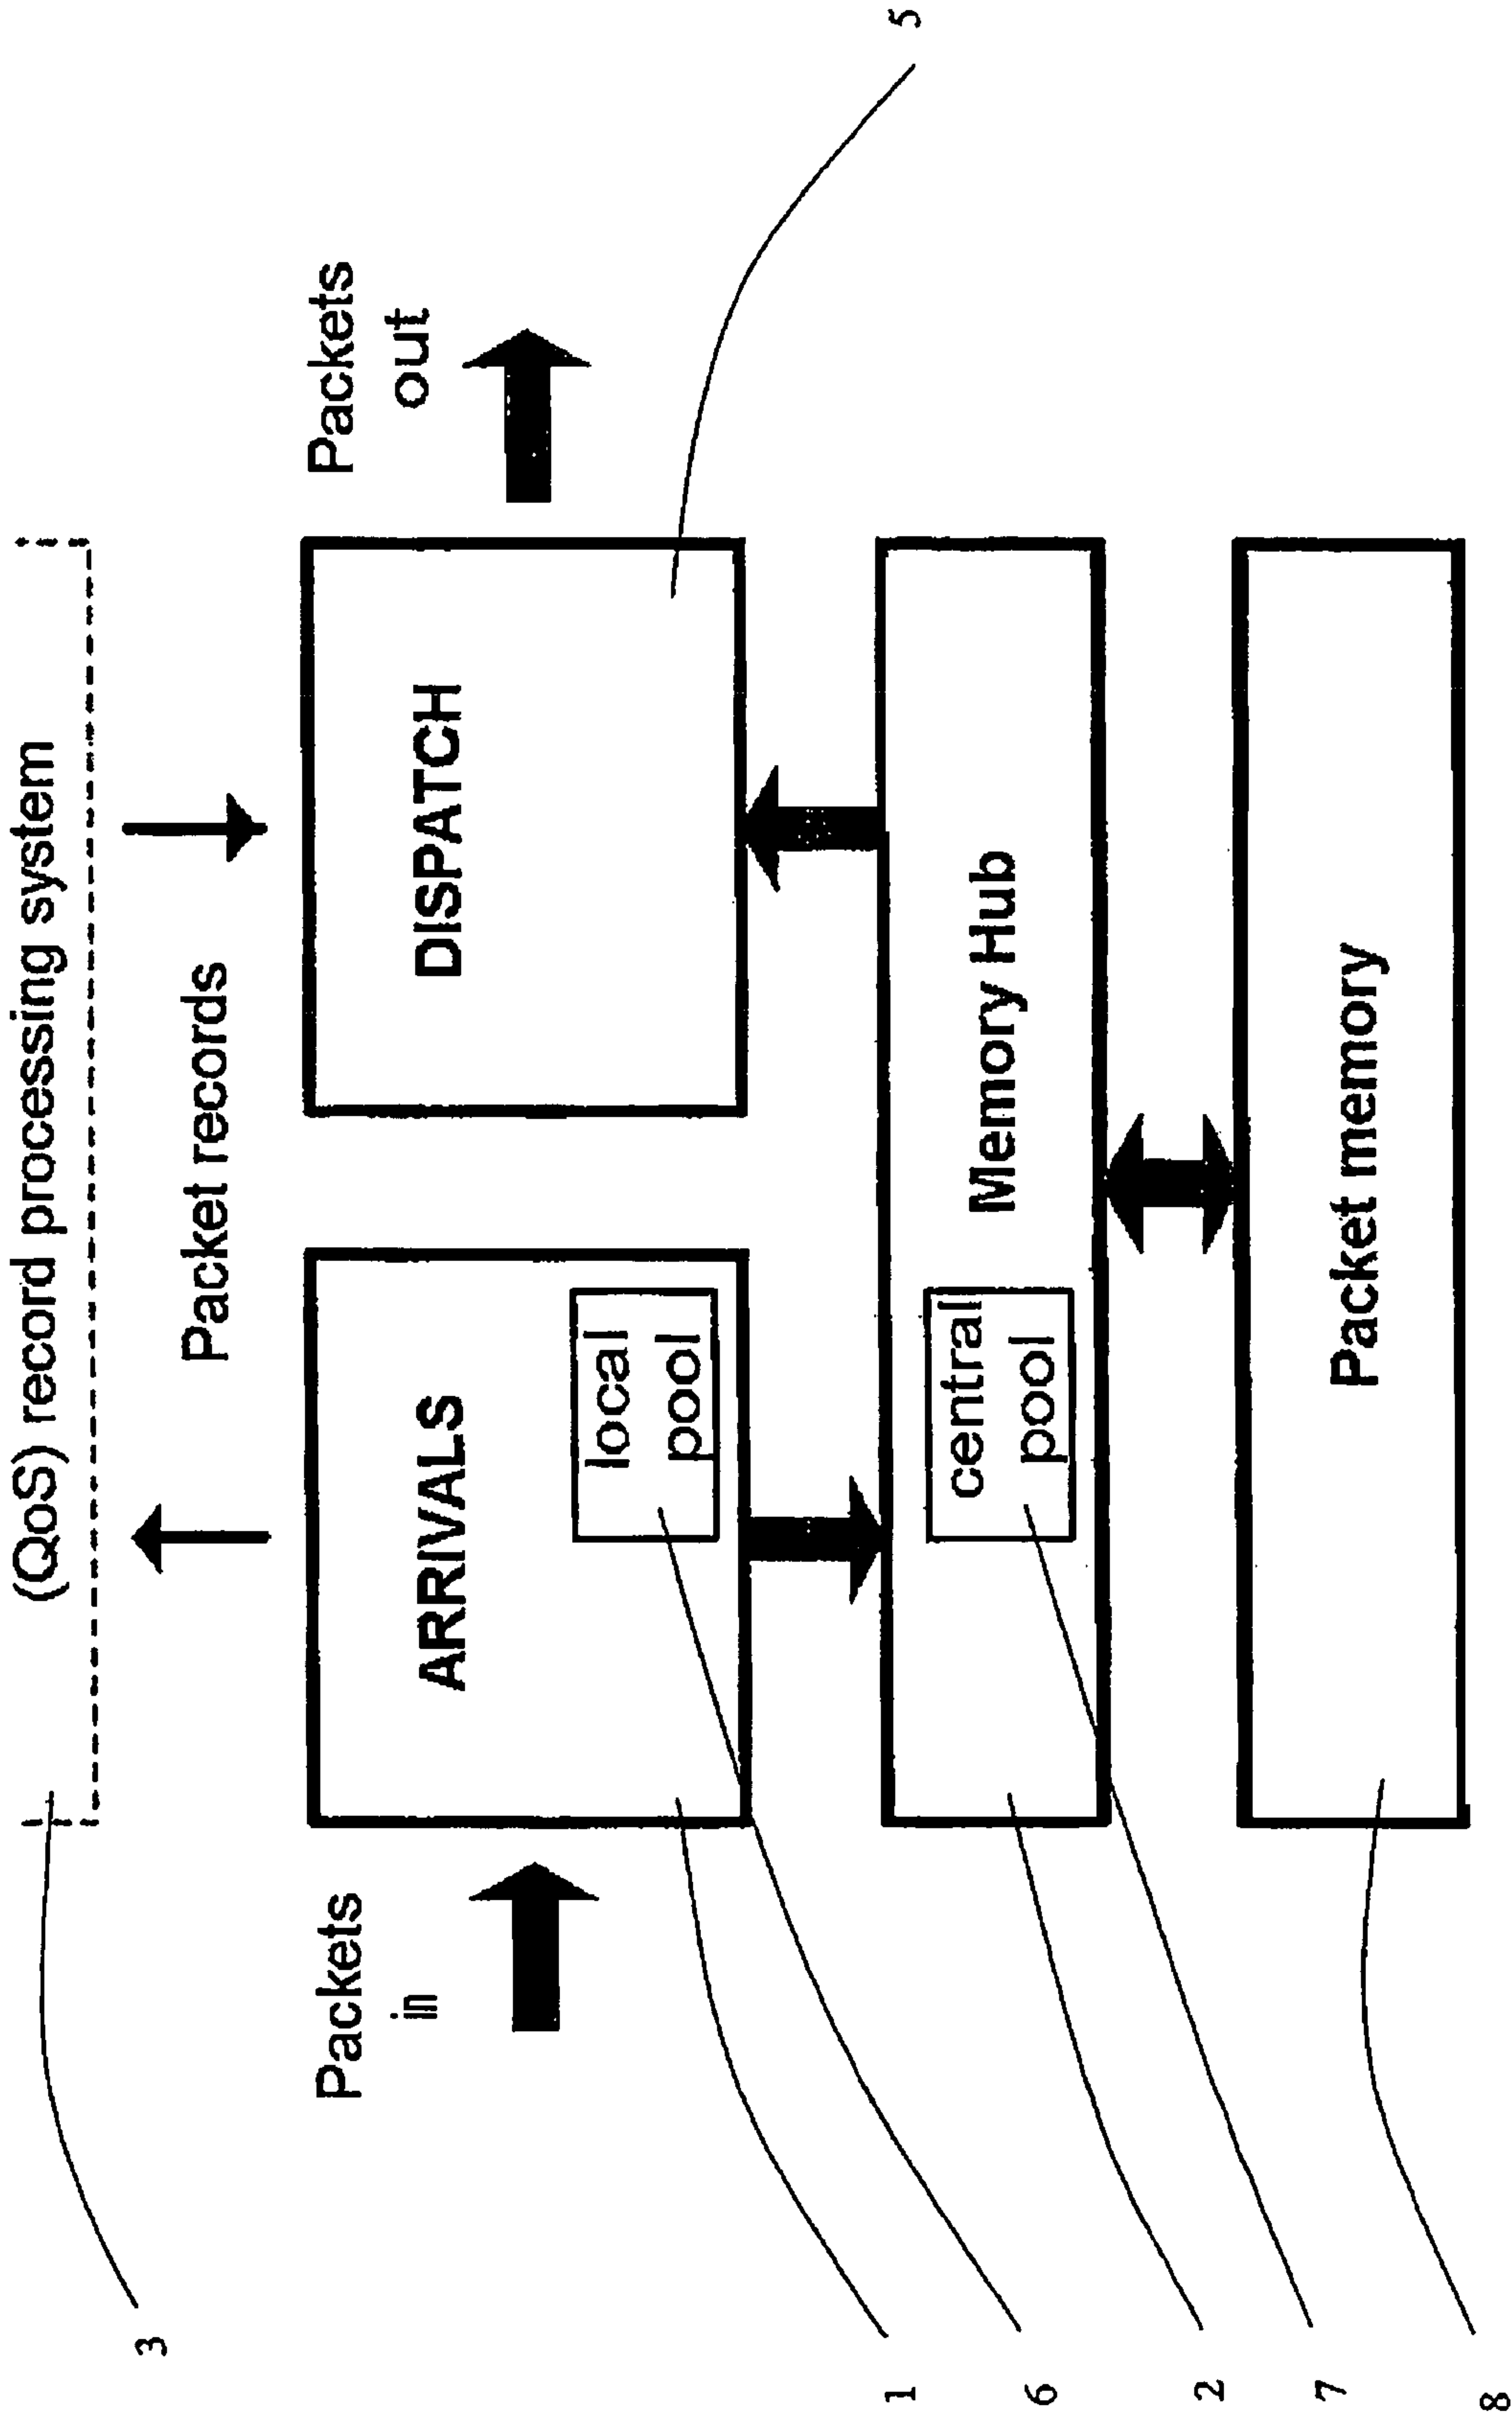 (QoS) record processing system
Packet records
Packets
in
Packets
out
ARRIVALS
DISPATCH
local
pool
Memory Hub
central
pool
Packet memory
3
5
1
6
2
7
8